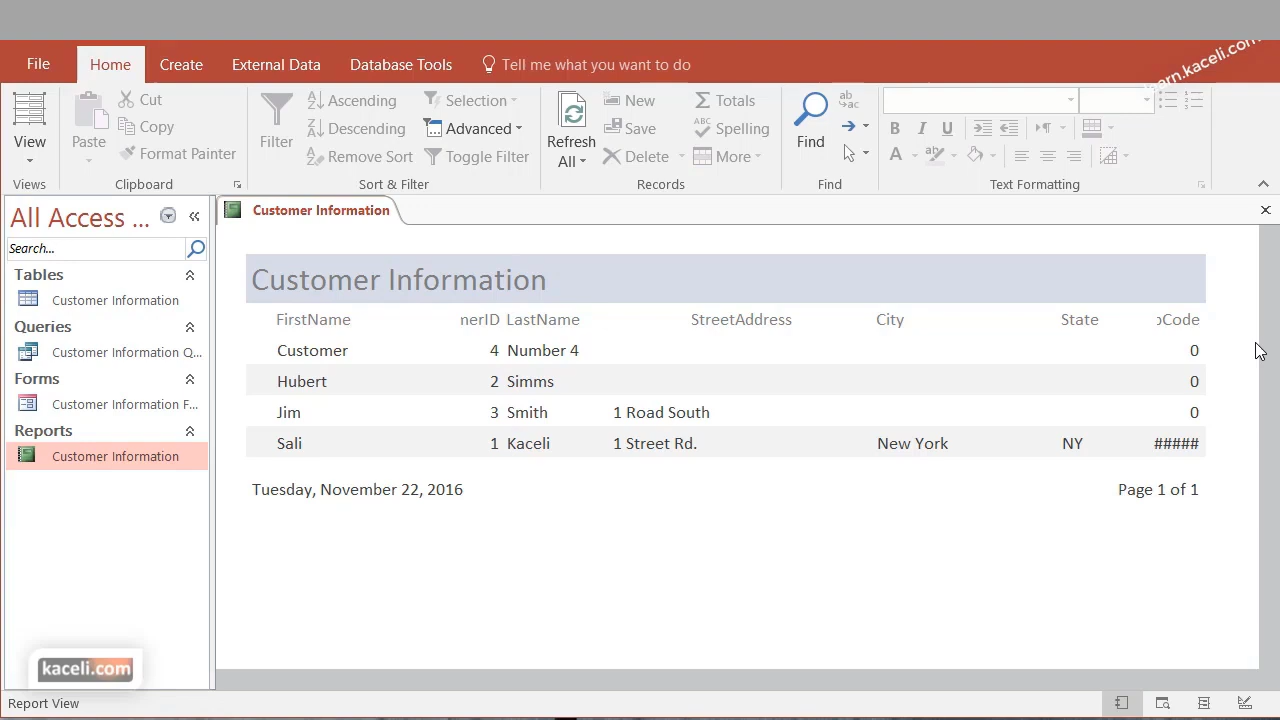 learn.kaceli.com
File Home Create External Data Database Tools Tell me what you want to do
View
Views
Paste
Cut
Copy
Format Painter
Clipboard
Filter
Ascending
Descending
Remove Sort
Selection
Advanced
Toggle Filter
Sort & Filter
Refresh
All
New
Save
Delete
Totals
Spelling
More
Records
Find
Find
B I U
A
Text Formatting
All Access ...
Search...
Tables
Customer Information
Queries
Customer Information Q...
Forms
Customer Information F...
Reports
Customer Information
Customer Information
Customer Information
FirstName nerID LastName StreetAddress City State oCode
Customer 4 Number 4 0
Hubert 2 Simms 0
Jim 3 Smith 1 Road South 0
Sali 1 Kaceli 1 Street Rd. New York NY #####
Tuesday, November 22, 2016 Page 1 of 1
kaceli.com
Report View